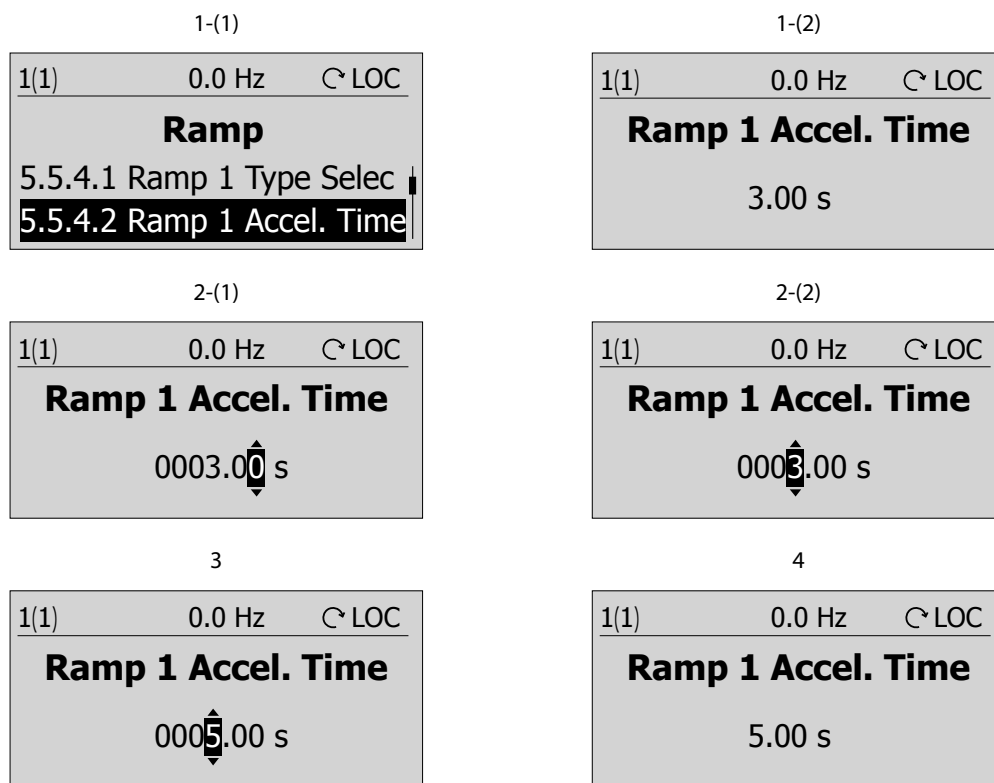 1-(1)
1(1) 0.0 Hz LOC
Ramp
5.5.4.1 Ramp 1 Type Selec
5.5.4.2 Ramp 1 Accel. Time
1-(2)
1(1) 0.0 Hz LOC
Ramp 1 Accel. Time
3.00 s
2-(1)
1(1) 0.0 Hz LOC
Ramp 1 Accel. Time
0003.00 s
2-(2)
1(1) 0.0 Hz LOC
Ramp 1 Accel. Time
0003.00 s
3
1(1) 0.0 Hz LOC
Ramp 1 Accel. Time
0005.00 s
4
1(1) 0.0 Hz LOC
Ramp 1 Accel. Time
5.00 s